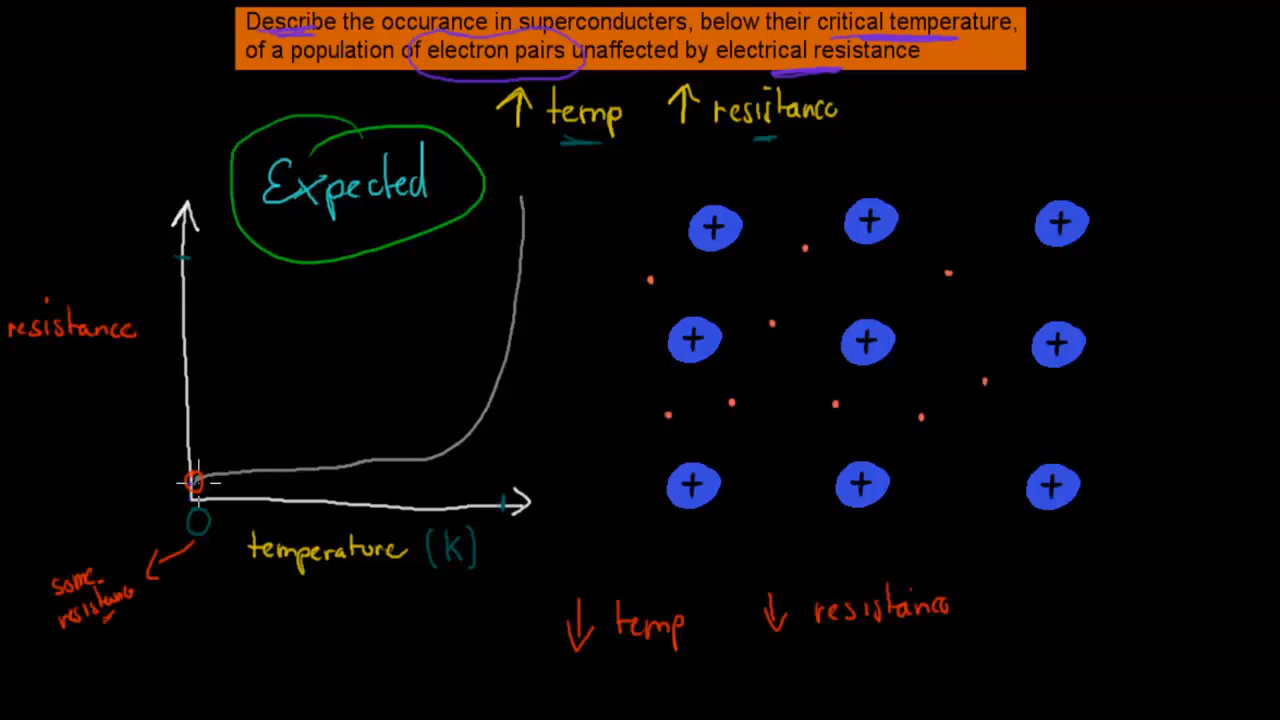 Describe the occurance in superconducters, below their critical temperature,
of a population of electron pairs unaffected by electrical resistance
↑ temp ↑ resistance
Expected
resistance
+ + +
+ + +
+ + +
0
temperature (K)
some
resistance
↓ temp ↓ resistance